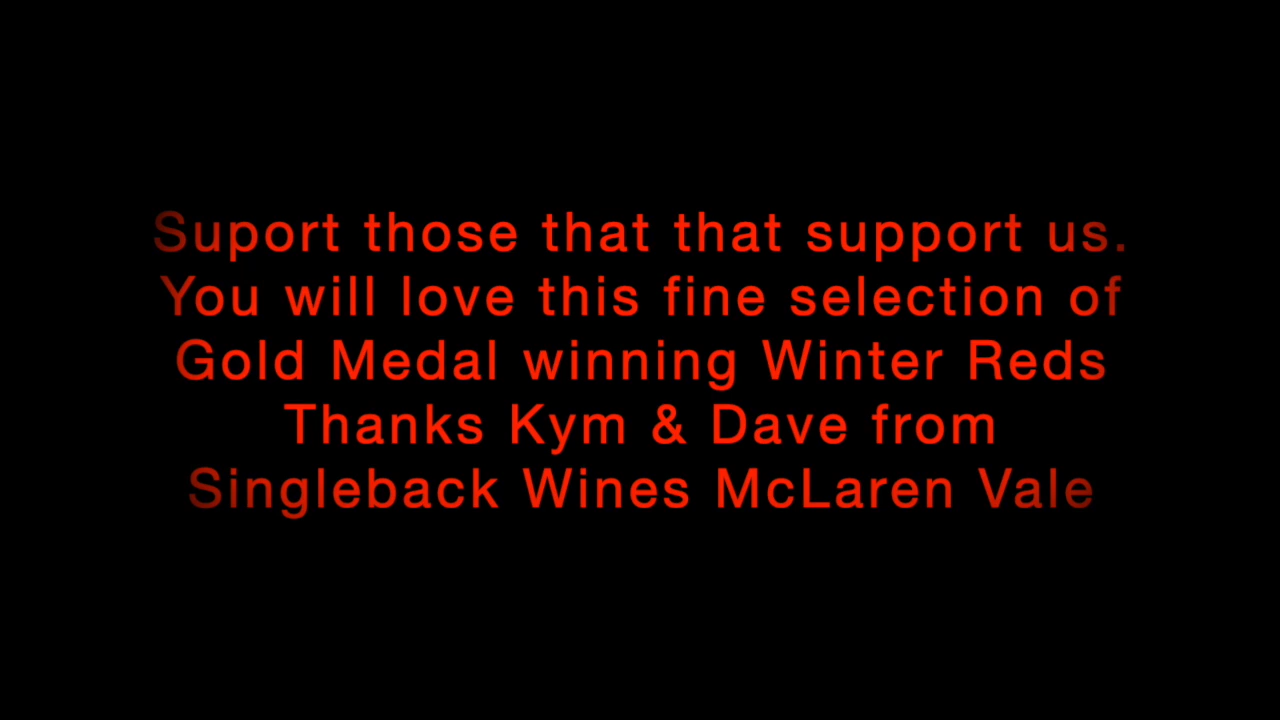 Suport those that that support us.
You will love this fine selection of
Gold Medal winning Winter Reds
Thanks Kym & Dave from
Singleback Wines McLaren Vale